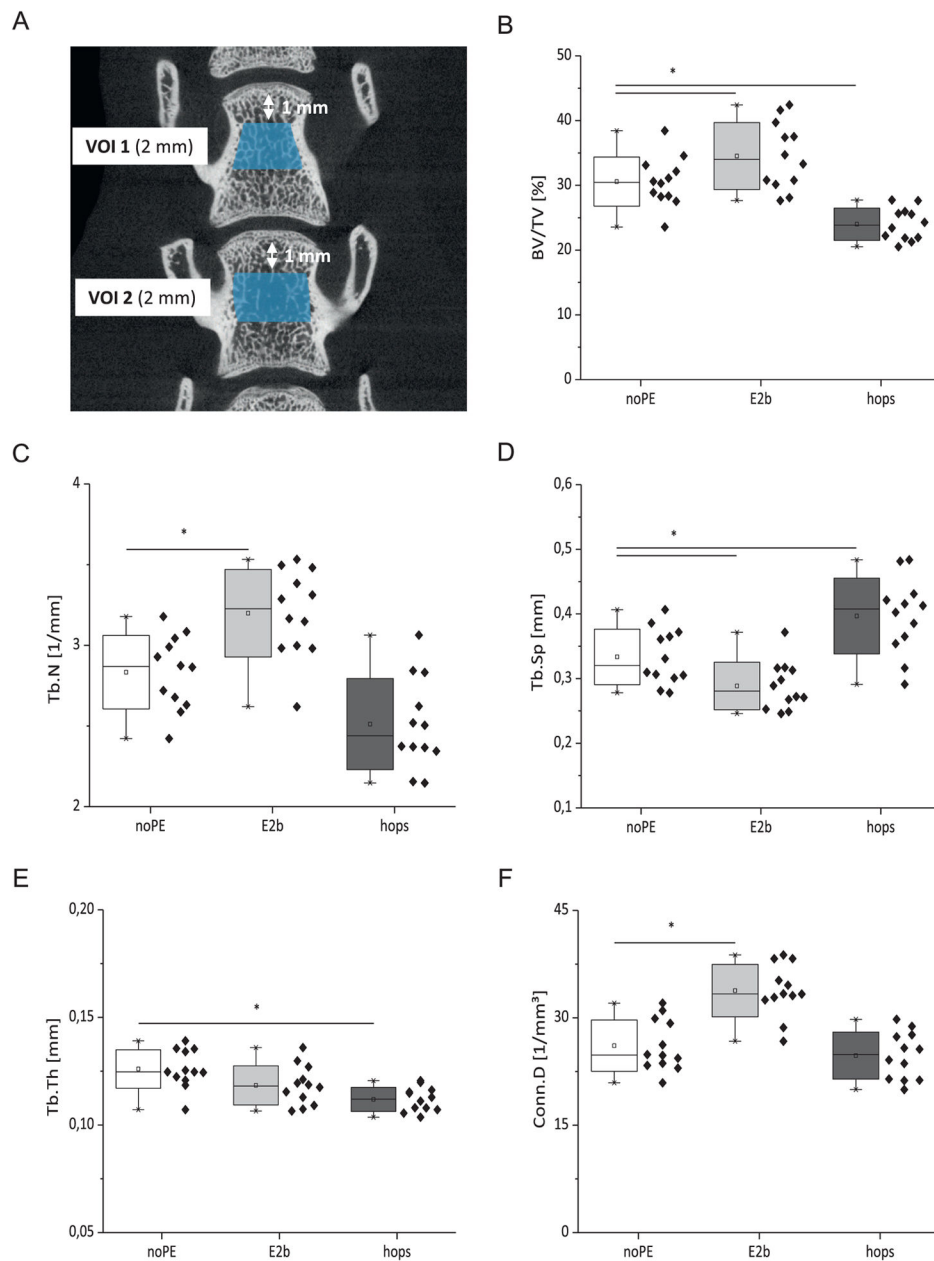 A
1 mm
VOI 1 (2 mm)
1 mm
VOI 2 (2 mm)
B
*
50
40
30
20
10
0
BV/TV [%]
noPE E2b hops
C
*
4
3
2
Tb.N [1/mm]
noPE E2b hops
D
*
0,6
0,5
0,4
0,3
0,2
0,1
Tb.Sp [mm]
noPE E2b hops
E
*
0,20
0,15
0,10
0,05
Tb.Th [mm]
noPE E2b hops
F
*
45
30
15
0
Conn.D [1/mm³]
noPE E2b hops